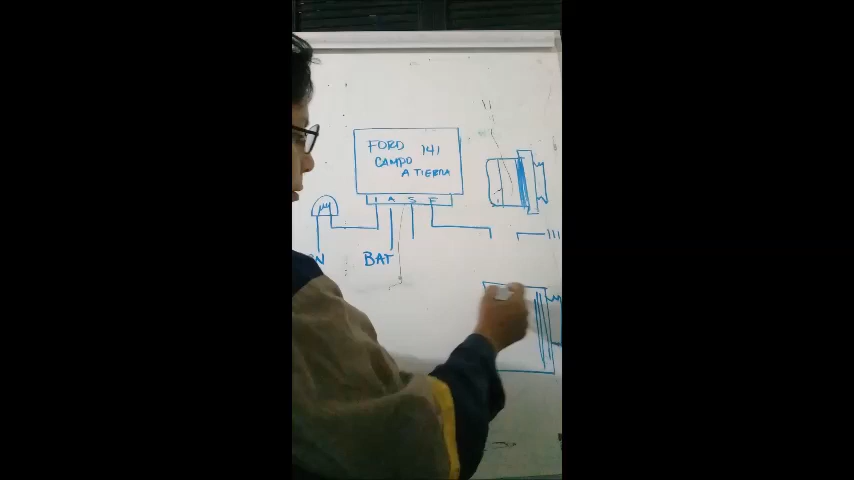 FORD 141
CAMPO
A TIERRA
I A S F
BAT